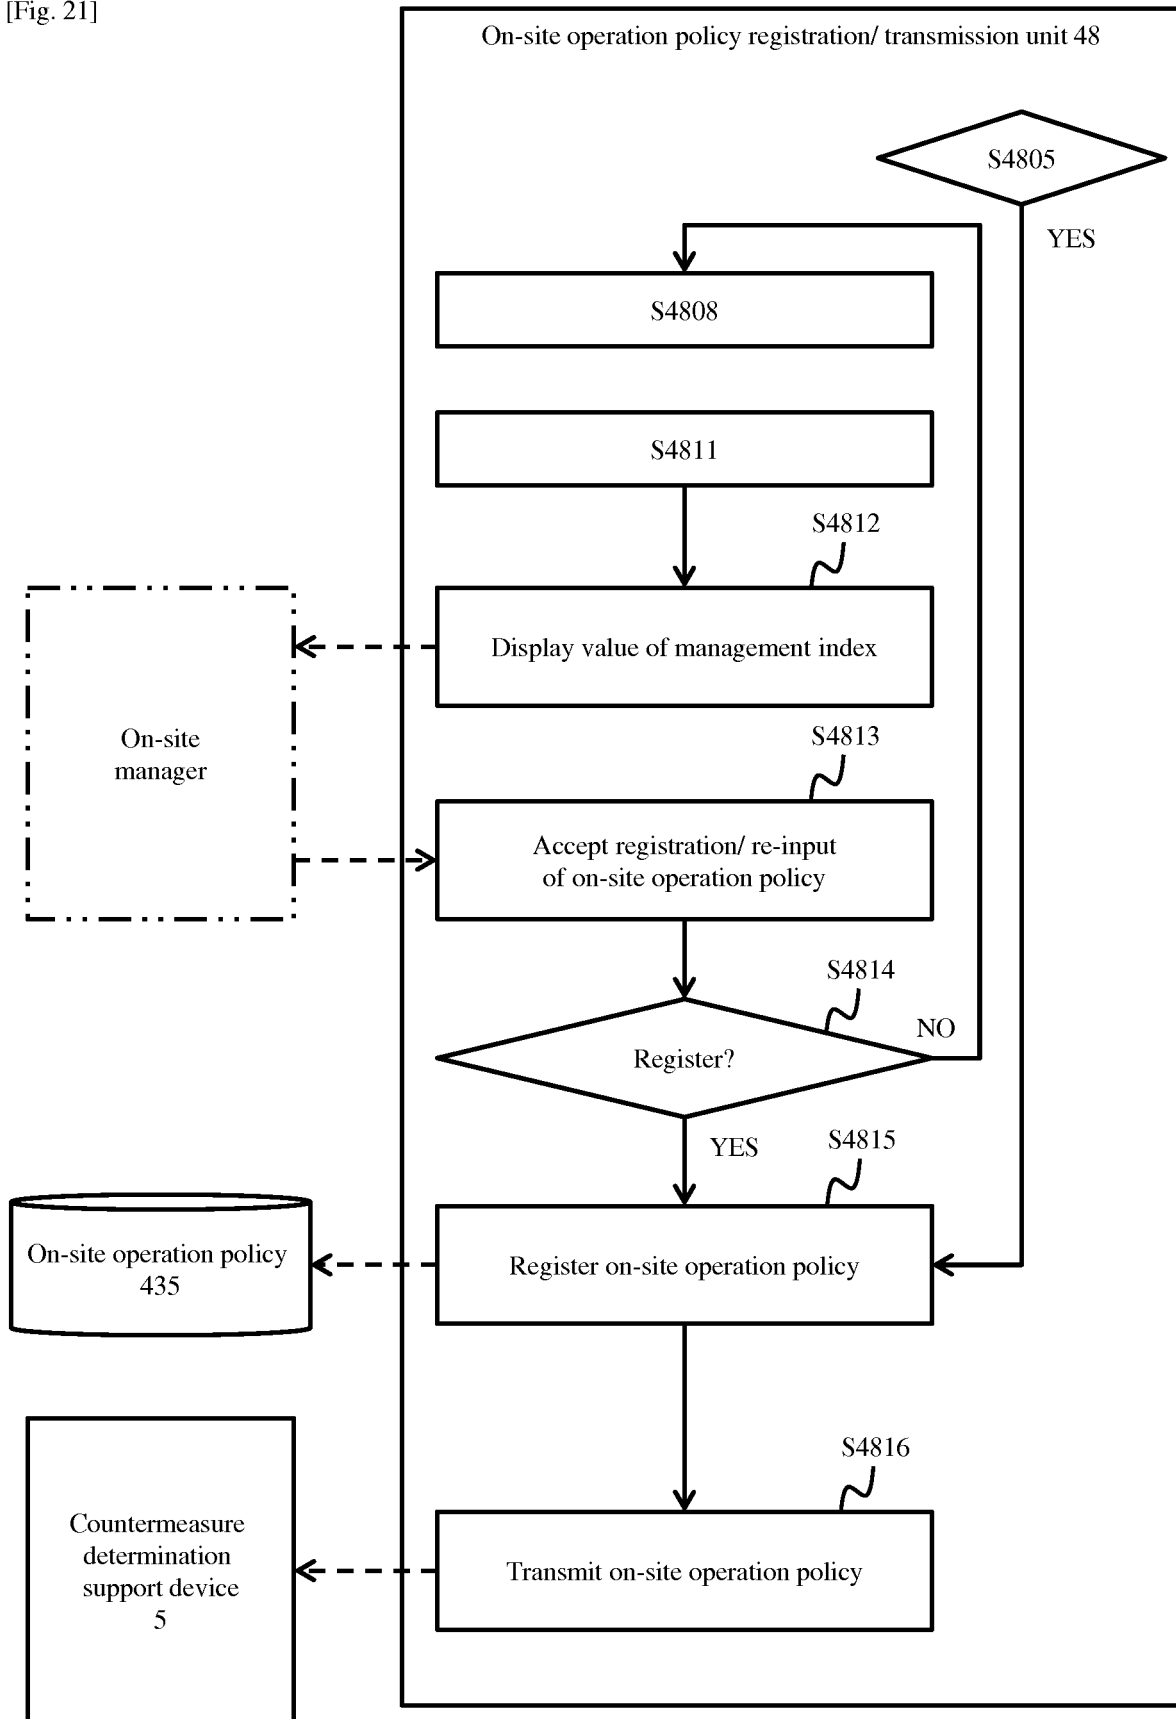 [Fig. 21]
On-site operation policy registration/ transmission unit 48
S4805
YES
S4808
S4811
S4812
Display value of management index
On-site
manager
S4813
Accept registration/ re-input
of on-site operation policy
S4814
NO
Register?
YES
S4815
On-site operation policy
435
Register on-site operation policy
S4816
Countermeasure
determination
support device
5
Transmit on-site operation policy